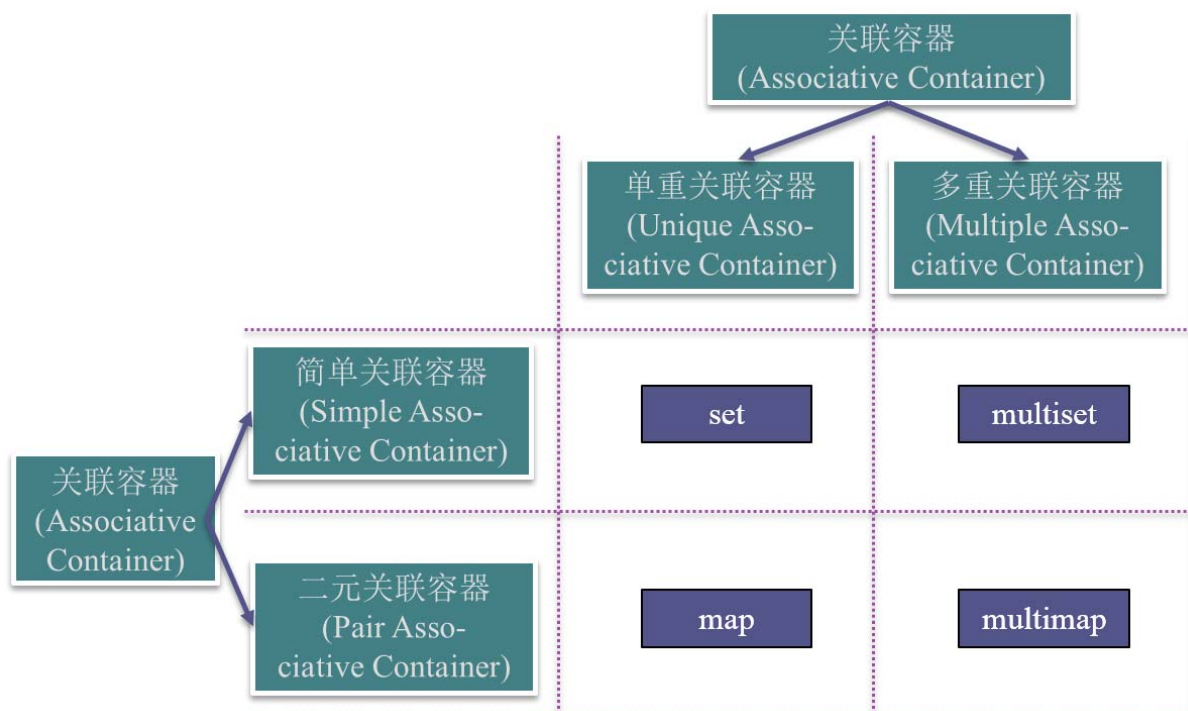 关联容器
(Associative Container)
单重关联容器
(Unique Asso-
ciative Container)
多重关联容器
(Multiple Asso-
ciative Container)
简单关联容器
(Simple Asso-
ciative Container)
set
multiset
关联容器
(Associative
Container)
二元关联容器
(Pair Asso-
ciative Container)
map
multimap